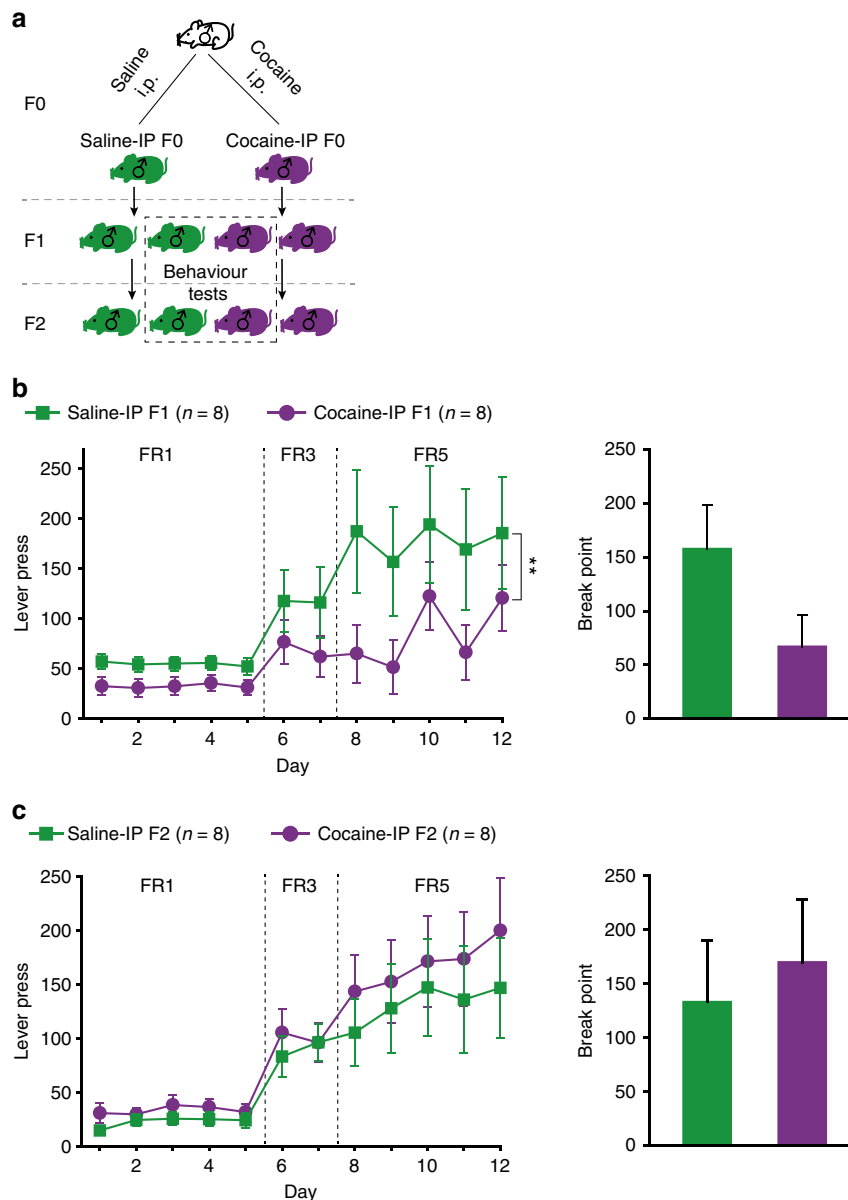 a
Saline
i.p.
Cocaine
i.p.
F0
Saline-IP F0
Cocaine-IP F0
F1
Behaviour
tests
F2
b
Saline-IP F1 (n = 8)
Cocaine-IP F1 (n = 8)
FR1
FR3
FR5
250
200
150
100
50
0
Lever press
**
2
4
6
8
10
12
Day
250
200
150
100
50
0
Break point
c
Saline-IP F2 (n = 8)
Cocaine-IP F2 (n = 8)
FR1
FR3
FR5
250
200
150
100
50
0
Lever press
2
4
6
8
10
12
Day
250
200
150
100
50
0
Break point